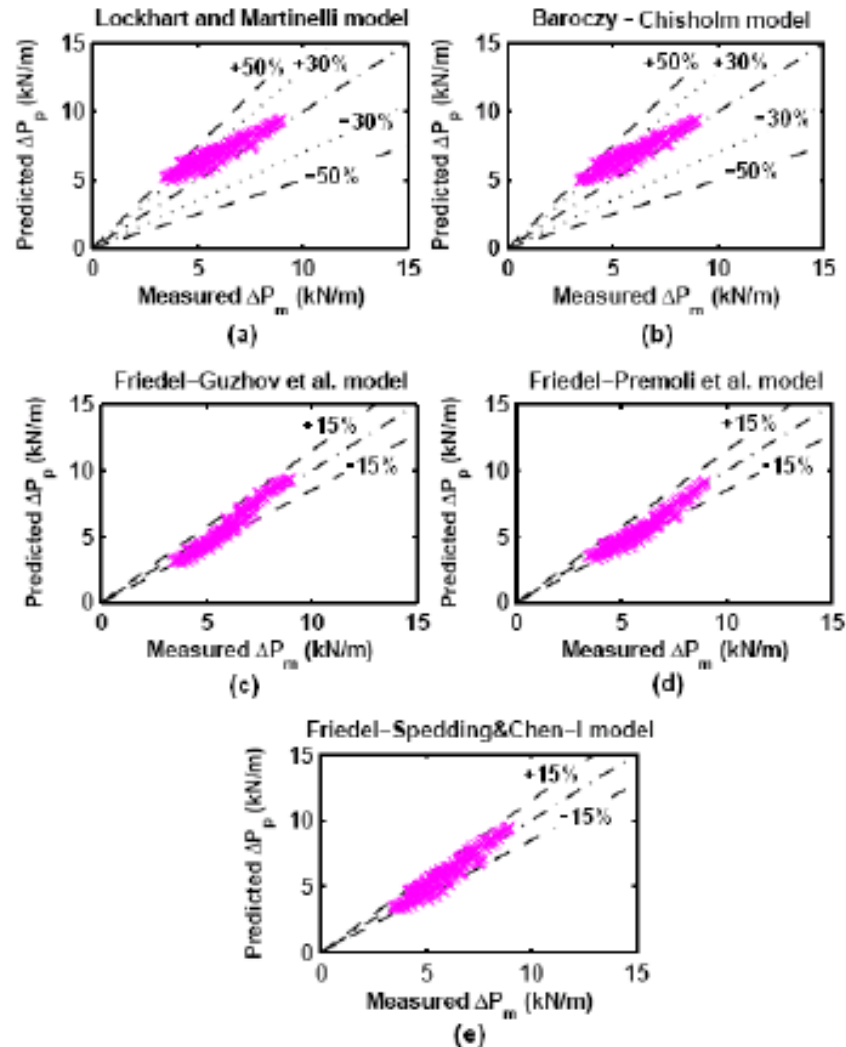 Lockhart and Martinelli model
15
10
5
0
+50%
+30%
-30%
-50%
Predicted ΔPp (kN/m)
0 5 10 15
Measured ΔPm (kN/m)
(a)
Baroczy - Chisholm model
15
10
5
0
+50%
+30%
-30%
-50%
Predicted ΔPp (kN/m)
0 5 10 15
Measured ΔPm (kN/m)
(b)
Friedel-Guzhov et al. model
15
10
5
0
+15%
-15%
Predicted ΔPp (kN/m)
0 5 10 15
Measured ΔPm (kN/m)
(c)
Friedel-Premoli et al. model
15
10
5
0
+15%
-15%
Predicted ΔPp (kN/m)
0 5 10 15
Measured ΔPm (kN/m)
(d)
Friedel-Spedding&Chen-I model
15
10
5
0
+15%
-15%
Predicted ΔPp (kN/m)
0 5 10 15
Measured ΔPm (kN/m)
(e)